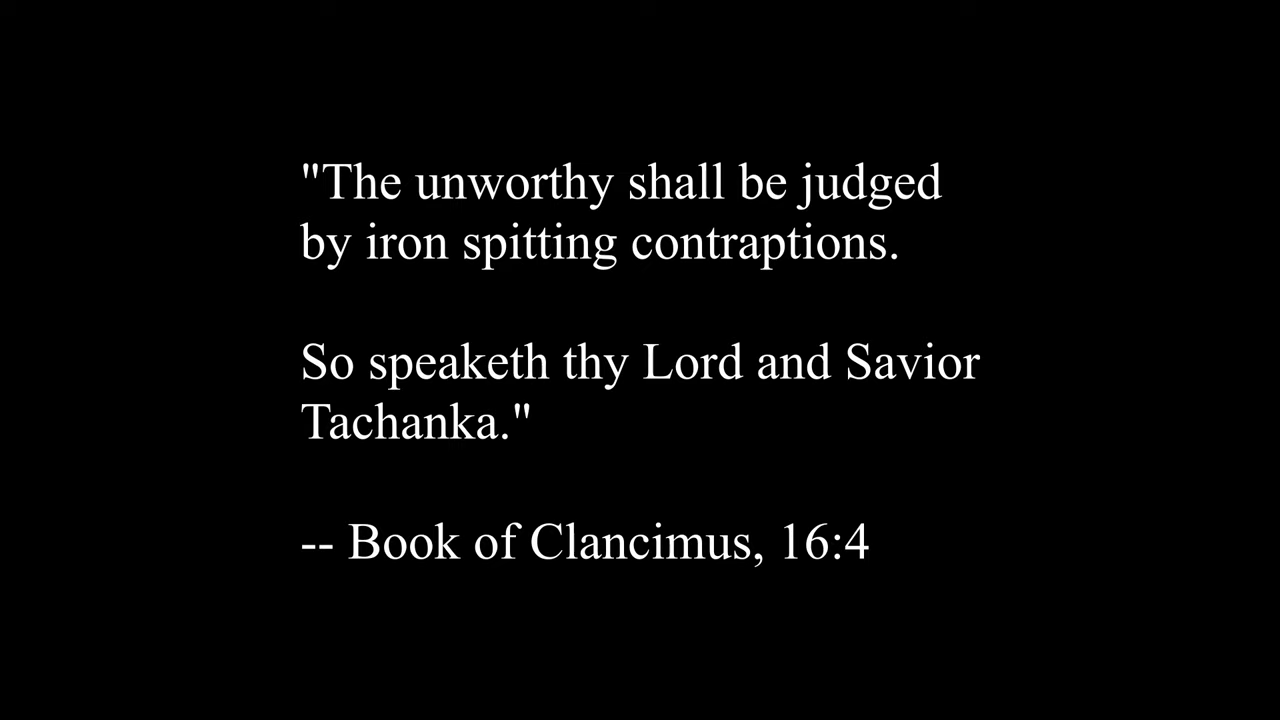 "The unworthy shall be judged
by iron spitting contraptions.
So speaketh thy Lord and Savior
Tachanka."
-- Book of Clancimus, 16:4